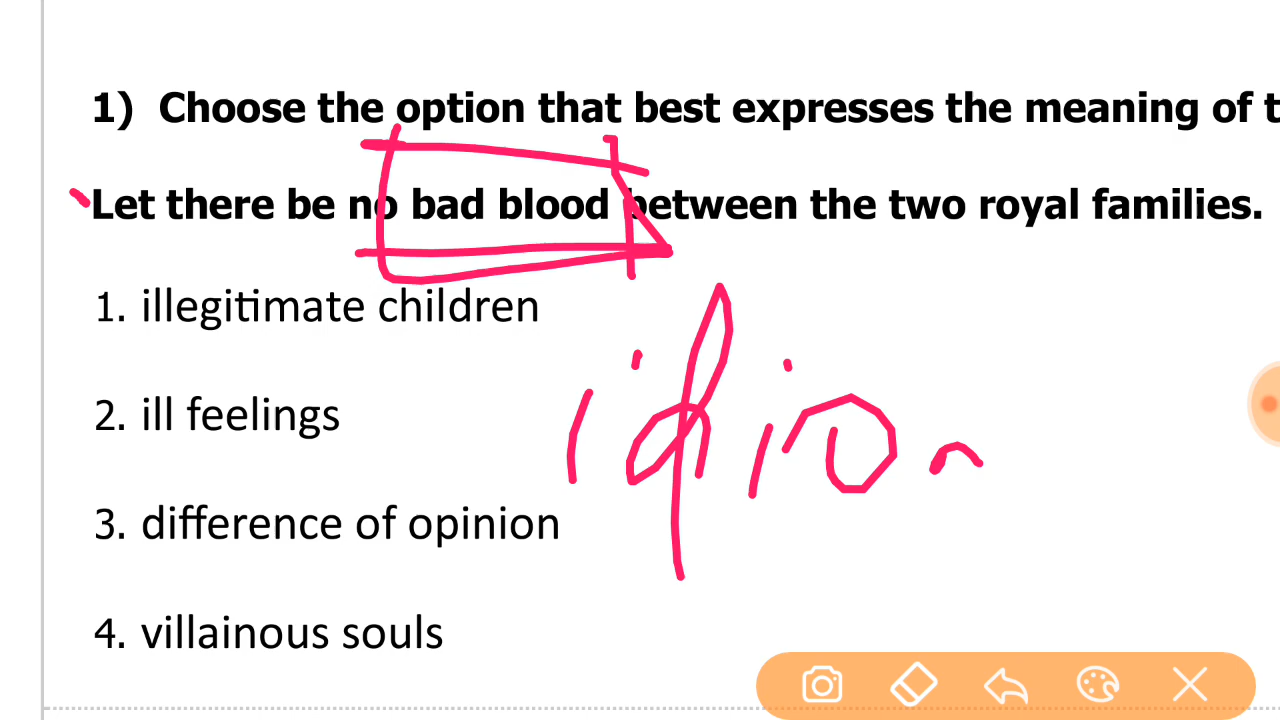 1) Choose the option that best expresses the meaning of t
Let there be no bad blood between the two royal families.
1. illegitimate children
2. ill feelings
idiom
3. difference of opinion
4. villainous souls